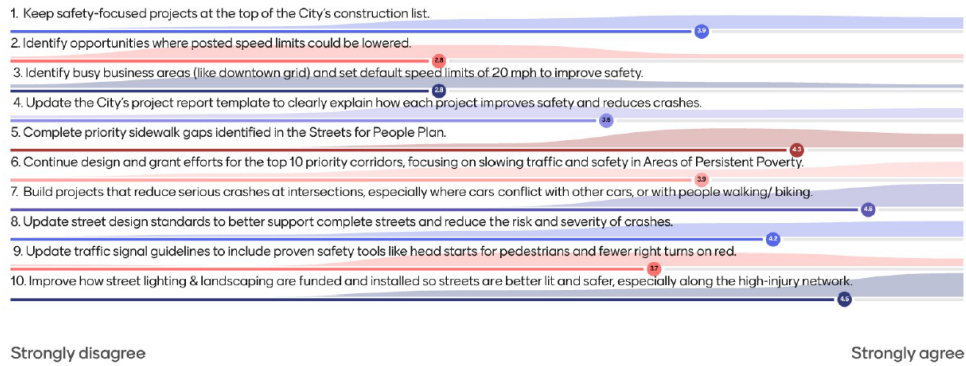 1. Keep safety-focused projects at the top of the City's construction list.
3.9
2. Identify opportunities where posted speed limits could be lowered.
2.8
3. Identify busy business areas (like downtown grid) and set default speed limits of 20 mph to improve safety.
2.8
4. Update the City's project report template to clearly explain how each project improves safety and reduces crashes.
3.5
5. Complete priority sidewalk gaps identified in the Streets for People Plan.
4.3
6. Continue design and grant efforts for the top 10 priority corridors, focusing on slowing traffic and safety in Areas of Persistent Poverty.
3.9
7. Build projects that reduce serious crashes at intersections, especially where cars conflict with other cars, or with people walking/ biking.
4.6
8. Update street design standards to better support complete streets and reduce the risk and severity of crashes.
4.2
9. Update traffic signal guidelines to include proven safety tools like head starts for pedestrians and fewer right turns on red.
3.7
10. Improve how street lighting & landscaping are funded and installed so streets are better lit and safer, especially along the high-injury network.
4.5
Strongly disagree
Strongly agree